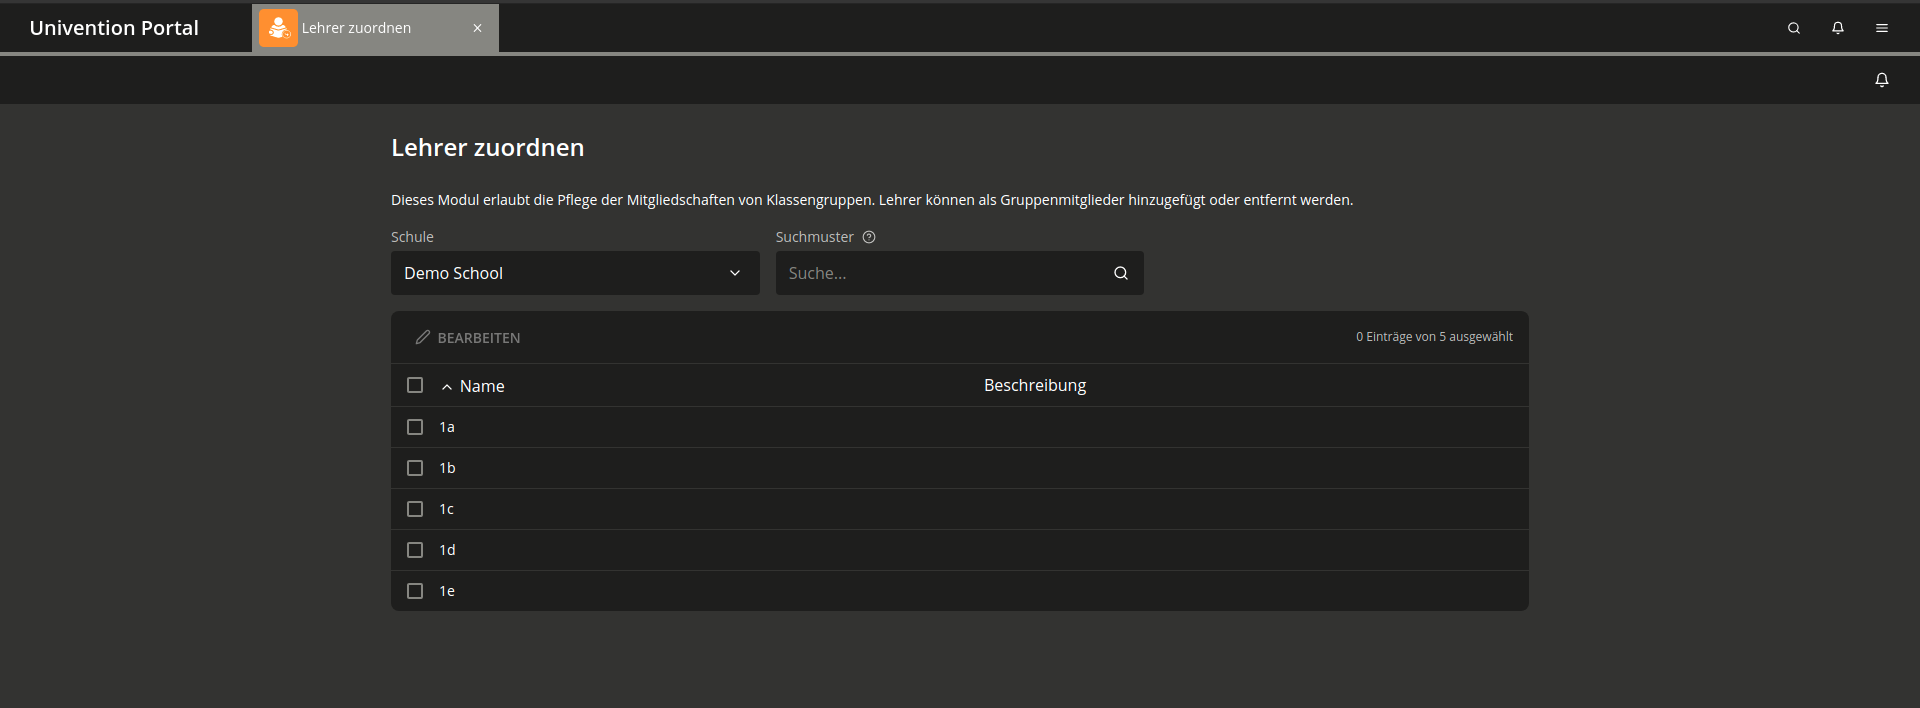 Univention Portal
Lehrer zuordnen
Lehrer zuordnen
Dieses Modul erlaubt die Pflege der Mitgliedschaften von Klassengruppen. Lehrer können als Gruppenmitglieder hinzugefügt oder entfernt werden.
Schule
Suchmuster
Demo School
Suche...
BEARBEITEN
0 Einträge von 5 ausgewählt
Name
Beschreibung
1a
1b
1c
1d
1e